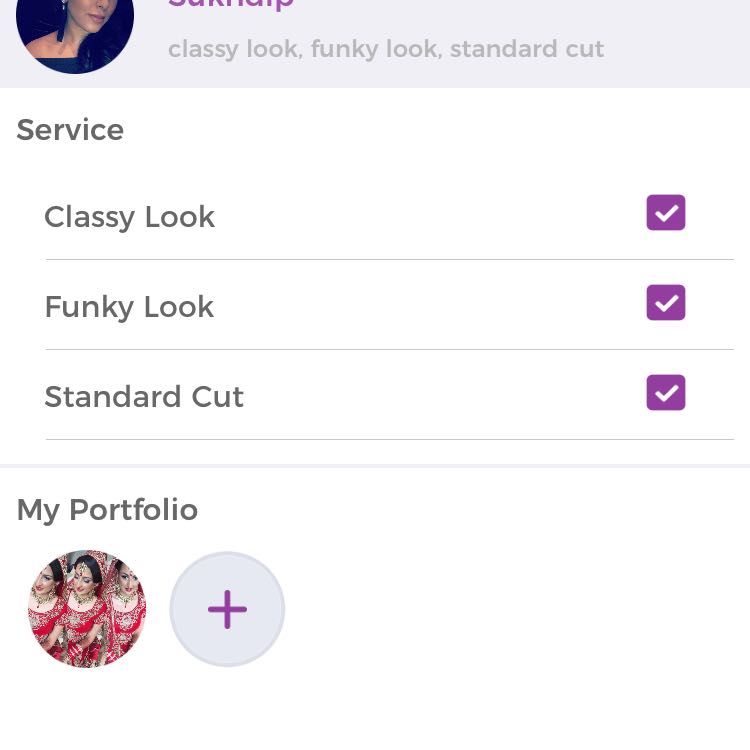 Sukhdip
classy look, funky look, standard cut
Service
Classy Look
Funky Look
Standard Cut
My Portfolio